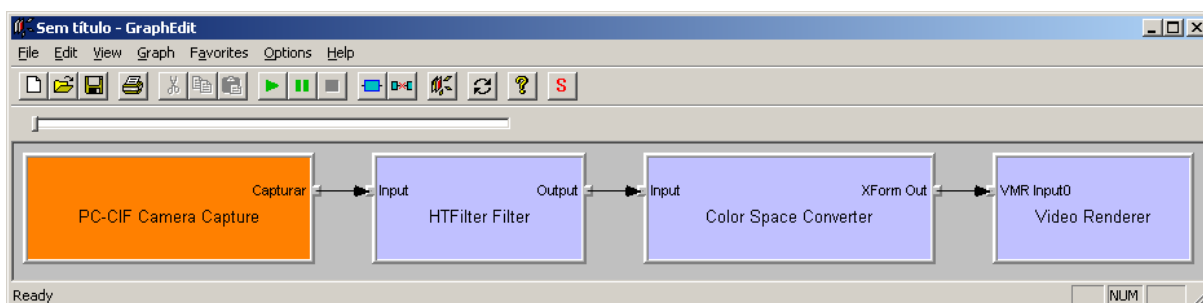 Sem título - GraphEdit
File Edit View Graph Favorites Options Help
S
Capturar Input Output Input XForm Out VMR Input0
PC-CIF Camera Capture HTFilter Filter Color Space Converter Video Renderer
Ready NUM